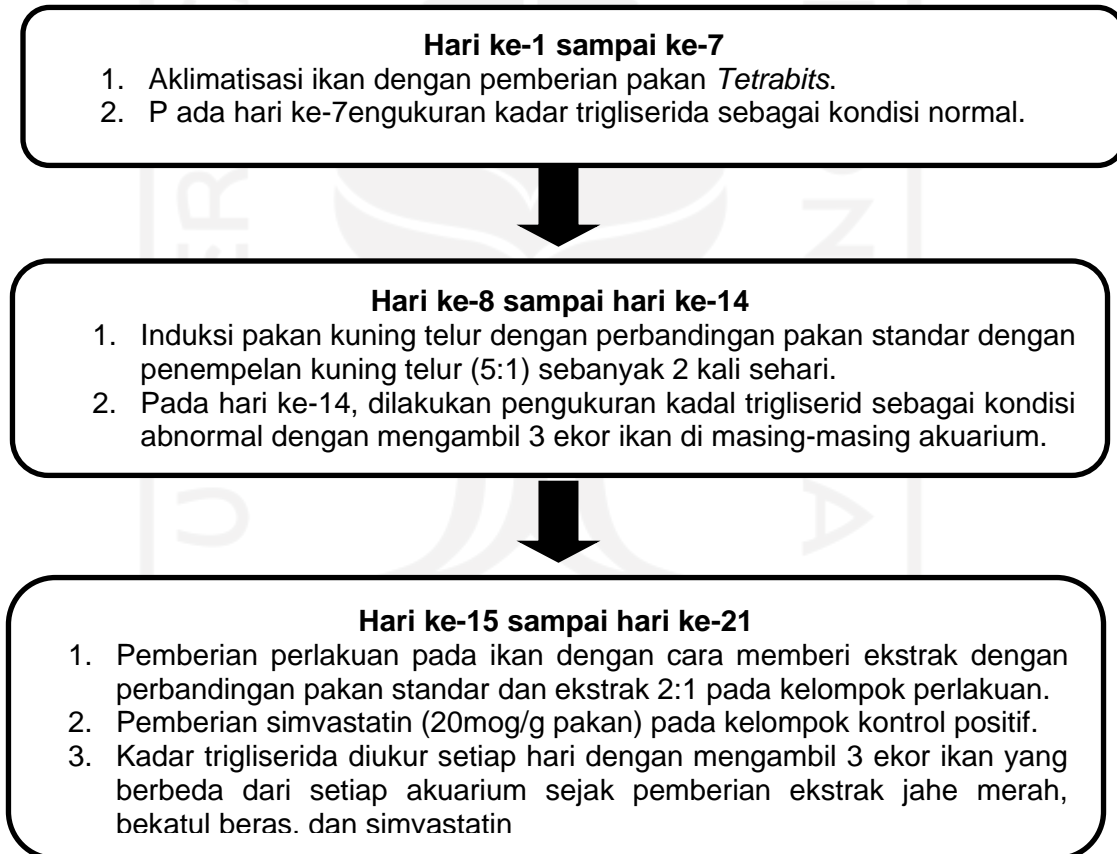 Hari ke-1 sampai ke-7
1. Aklimatisasi ikan dengan pemberian pakan Tetrabits.
2. P ada hari ke-7engukuran kadar trigliserida sebagai kondisi normal.
Hari ke-8 sampai hari ke-14
1. Induksi pakan kuning telur dengan perbandingan pakan standar dengan
penempelan kuning telur (5:1) sebanyak 2 kali sehari.
2. Pada hari ke-14, dilakukan pengukuran kadal trigliserid sebagai kondisi
abnormal dengan mengambil 3 ekor ikan di masing-masing akuarium.
Hari ke-15 sampai hari ke-21
1. Pemberian perlakuan pada ikan dengan cara memberi ekstrak dengan
perbandingan pakan standar dan ekstrak 2:1 pada kelompok perlakuan.
2. Pemberian simvastatin (20mog/g pakan) pada kelompok kontrol positif.
3. Kadar trigliserida diukur setiap hari dengan mengambil 3 ekor ikan yang
berbeda dari setiap akuarium sejak pemberian ekstrak jahe merah,
bekatul beras, dan simvastatin